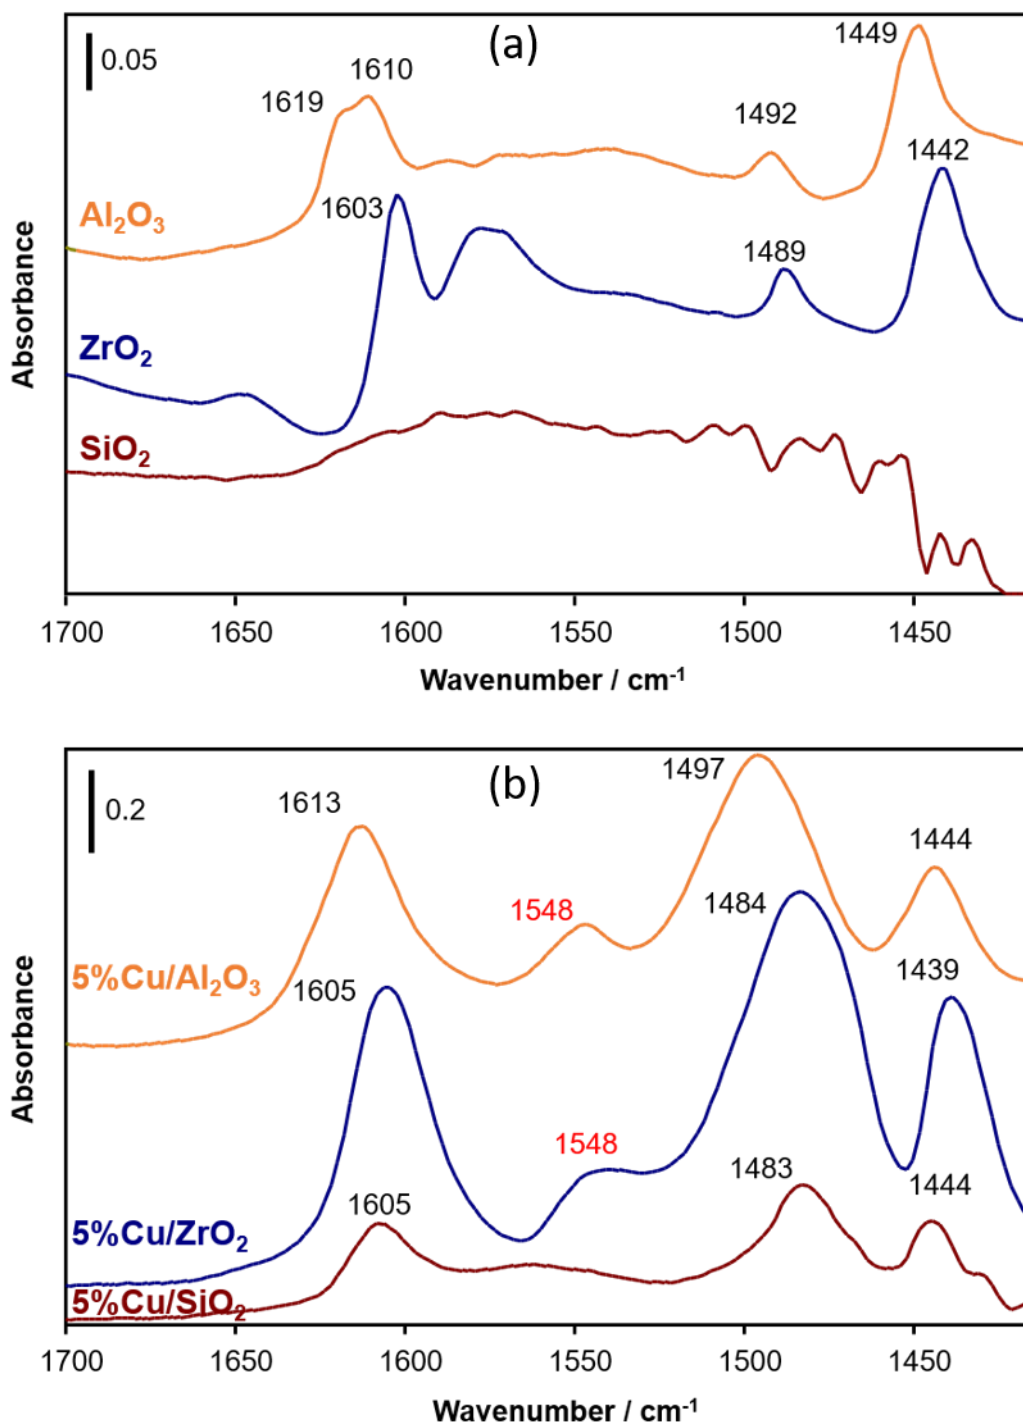 (a)
0.05
1449
1610
1619
1492
1442
1603
1489
Al₂O₃
ZrO₂
SiO₂
Absorbance
1700 1650 1600 1550 1500 1450
Wavenumber / cm⁻¹
(b)
0.2
1497
1613
1444
1548
1484
1439
5%Cu/Al₂O₃
1605
1548
1483
1444
1605
5%Cu/ZrO₂
5%Cu/SiO₂
Absorbance
1700 1650 1600 1550 1500 1450
Wavenumber / cm⁻¹